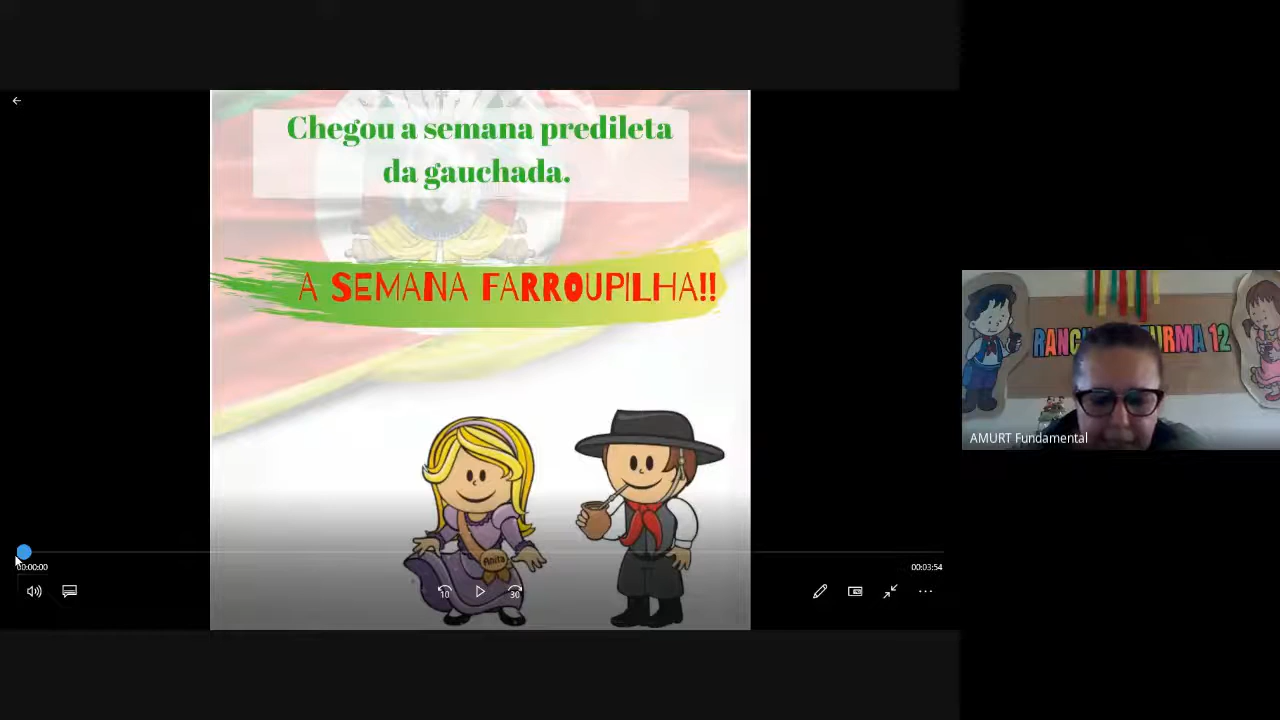 Chegou a semana predileta
da gauchada.
A SEMANA FARROUPILHA!!
Anita
00:00:00
00:03:54
10
30
RANC URMA 12
AMURT Fundamental